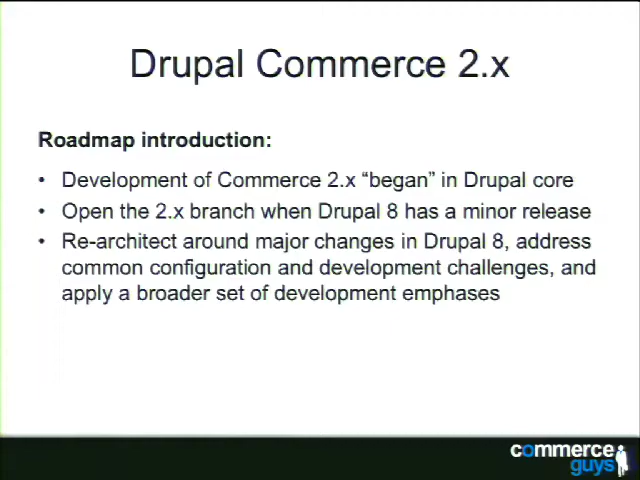 Drupal Commerce 2.x
Roadmap introduction:
• Development of Commerce 2.x “began” in Drupal core
• Open the 2.x branch when Drupal 8 has a minor release
• Re-architect around major changes in Drupal 8, address
common configuration and development challenges, and
apply a broader set of development emphases
commerce
guys